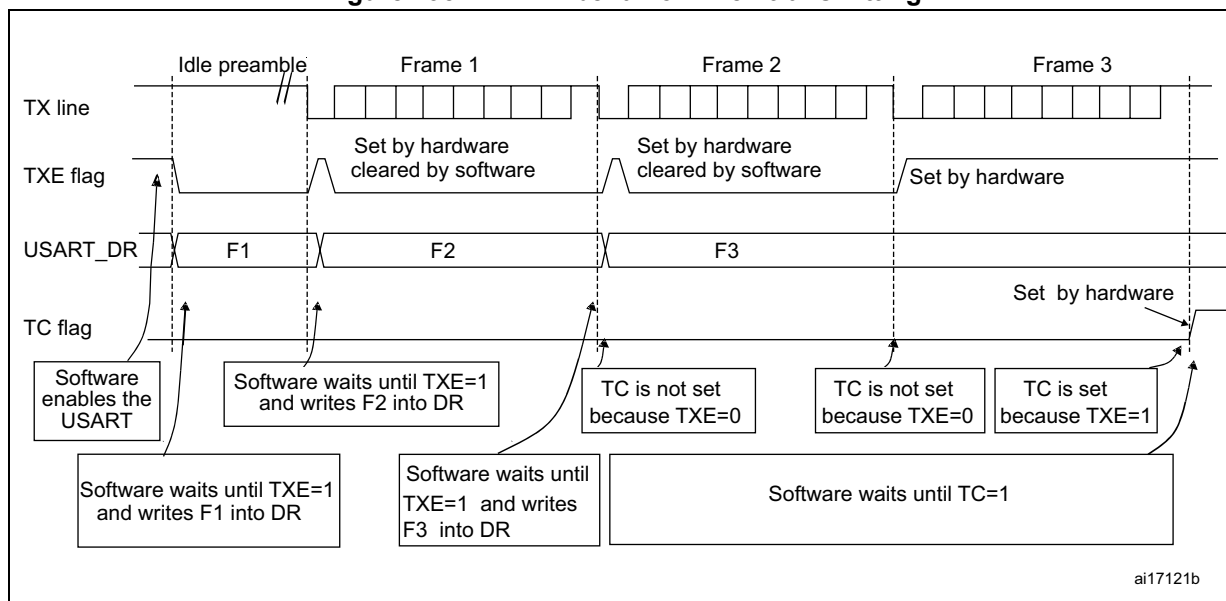 Idle preamble
Frame 1
Frame 2
Frame 3
TX line
Set by hardware
cleared by software
Set by hardware
cleared by software
TXE flag
Set by hardware
USART_DR
F1
F2
F3
Set by hardware
TC flag
Software
enables the
USART
Software waits until TXE=1
and writes F2 into DR
TC is not set
because TXE=0
TC is not set
because TXE=0
TC is set
because TXE=1
Software waits until TXE=1
and writes F1 into DR
Software waits until
TXE=1 and writes
F3 into DR
Software waits until TC=1
ai17121b